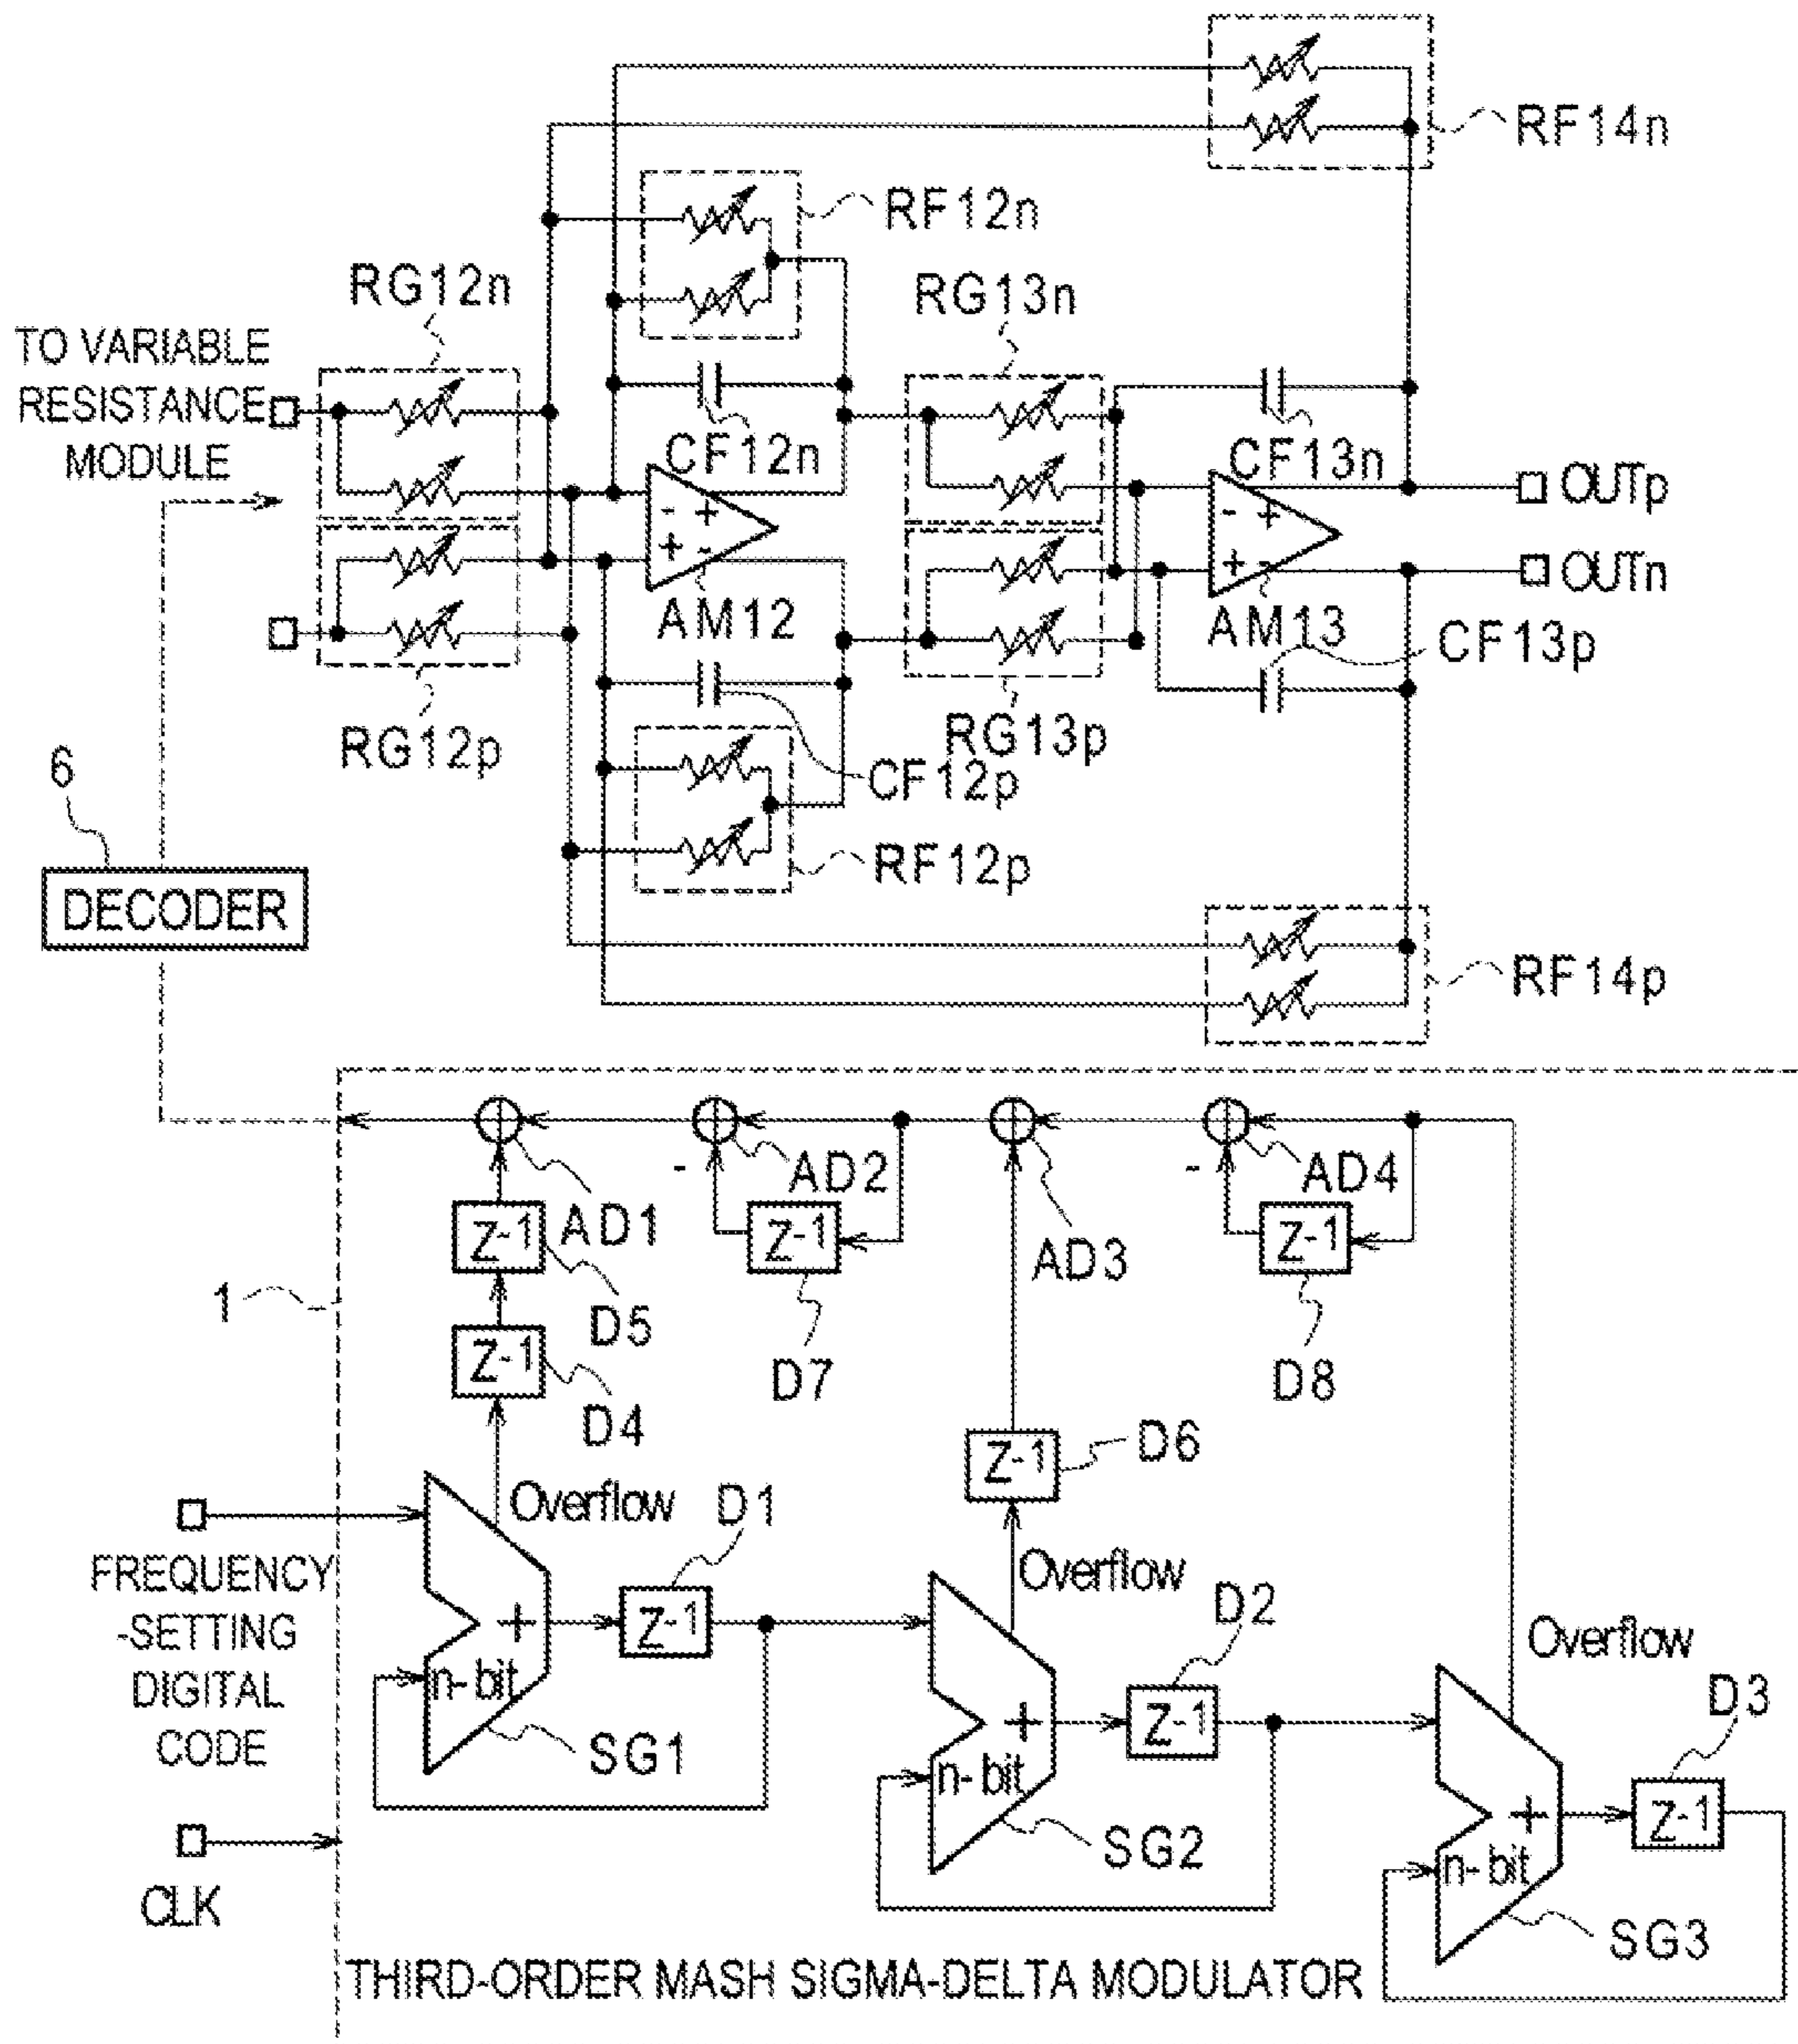 RF14n
RF12n
RG12n
RG13n
TO VARIABLE
RESISTANCE
MODULE
CF12n
CF13n
- +
+ -
- +
+ -
OUTp
OUTn
AM12
AM13
CF13p
RG12p
RG13p
CF12p
6
RF12p
DECODER
RF14p
- AD2
- AD4
Z-1
AD1
Z-1
AD3
Z-1
1
D5
Z-1
D7
D8
D4
D6
Z-1
Overflow
D1
FREQUENCY
-SETTING
DIGITAL
CODE
+
Z-1
Overflow
D2
n-bit
SG1
+
Z-1
Overflow
D3
n-bit
SG2
+
Z-1
n-bit
SG3
CLK
THIRD-ORDER MASH SIGMA-DELTA MODULATOR